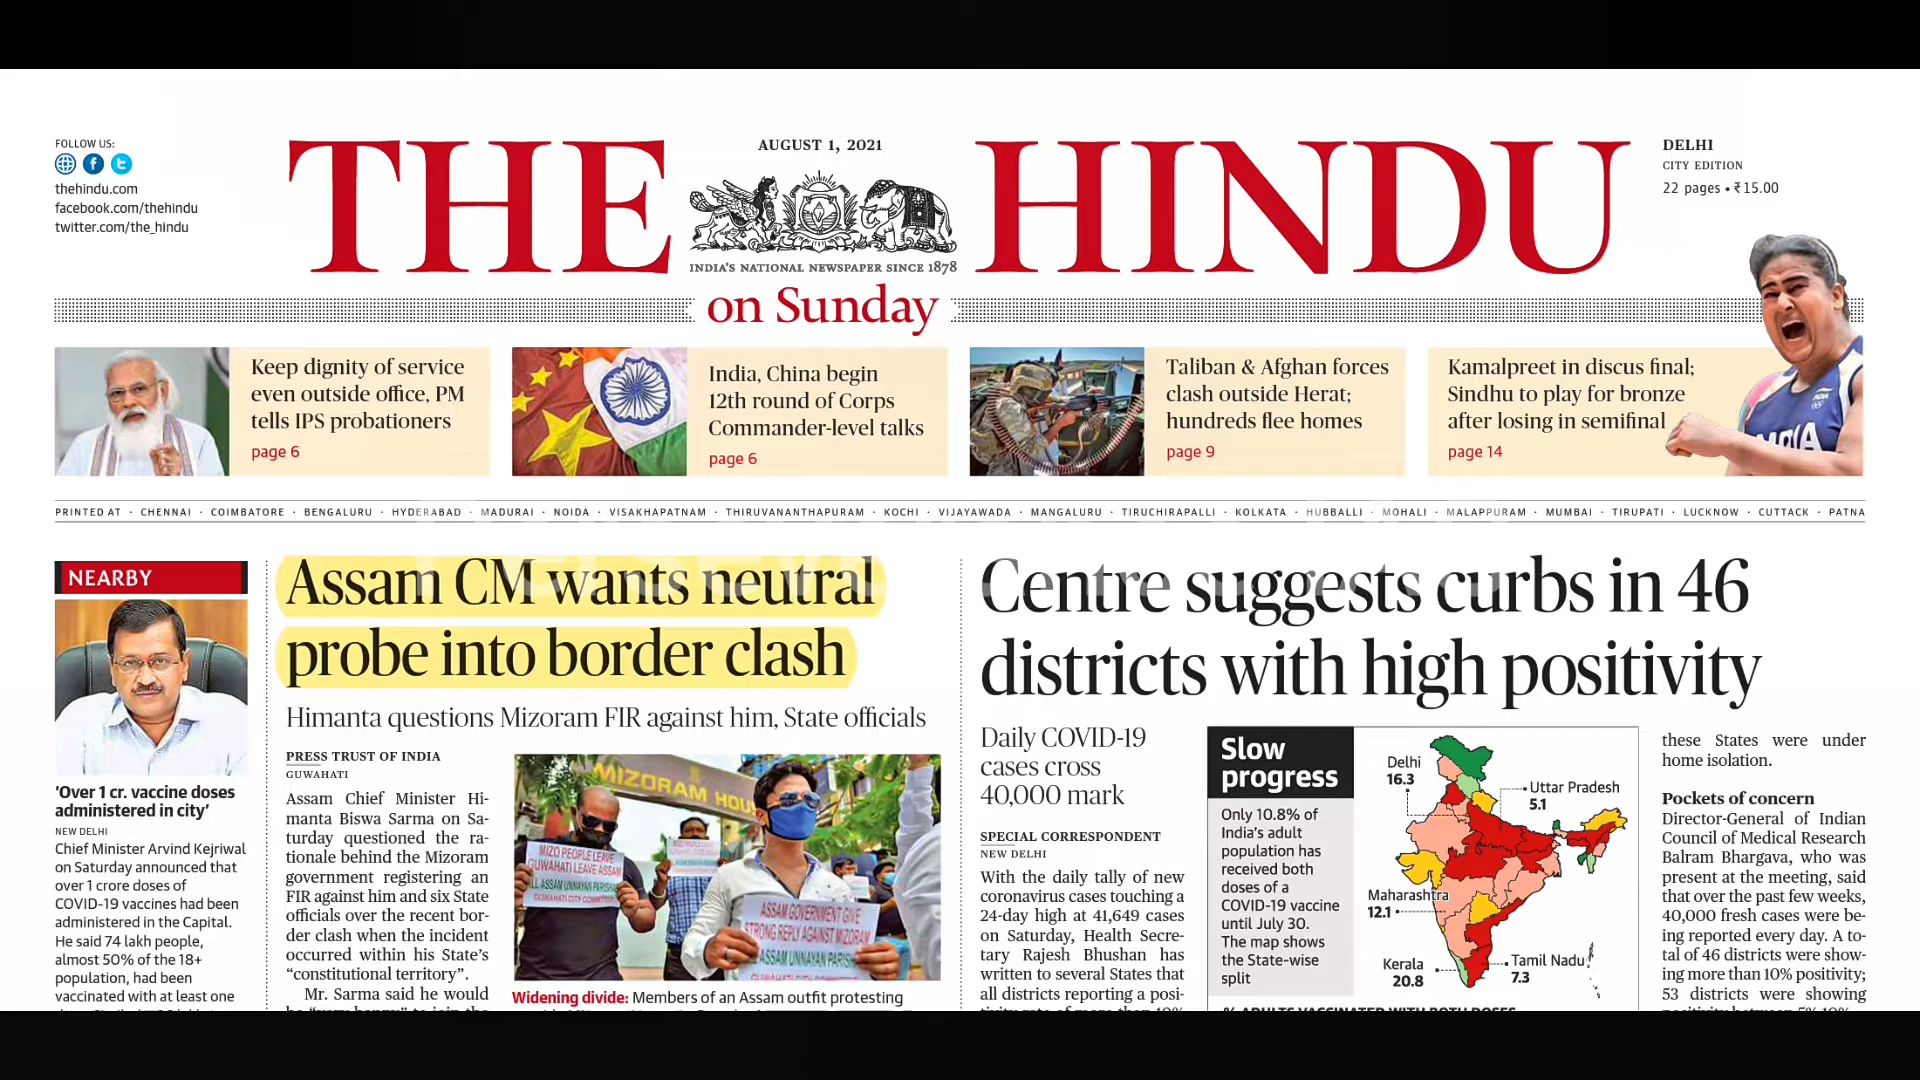 FOLLOW US:
thehindu.com
facebook.com/thehindu
twitter.com/the_hindu
THE HINDU
AUGUST 1, 2021
INDIA'S NATIONAL NEWSPAPER SINCE 1878
on Sunday
DELHI
CITY EDITION
22 pages • ₹15.00
Keep dignity of service
even outside office, PM
tells IPS probationers
page 6
India, China begin
12th round of Corps
Commander-level talks
page 6
Taliban & Afghan forces
clash outside Herat;
hundreds flee homes
page 9
Kamalpreet in discus final;
Sindhu to play for bronze
after losing in semifinal
page 14
INDIA
PRINTED AT · CHENNAI · COIMBATORE · BENGALURU · HYDERABAD · MADURAI · NOIDA · VISAKHAPATNAM · THIRUVANANTHAPURAM · KOCHI · VIJAYAWADA · MANGALURU · TIRUCHIRAPALLI · KOLKATA · HUBBALLI · MOHALI · MALAPPURAM · MUMBAI · TIRUPATI · LUCKNOW · CUTTACK · PATNA
NEARBY
'Over 1 cr. vaccine doses
administered in city'
NEW DELHI
Chief Minister Arvind Kejriwal
on Saturday announced that
over 1 crore doses of
COVID-19 vaccines had been
administered in the Capital.
He said 74 lakh people,
almost 50% of the 18+
population, had been
vaccinated with at least one
Assam CM wants neutral
probe into border clash
Himanta questions Mizoram FIR against him, State officials
PRESS TRUST OF INDIA
GUWAHATI
Assam Chief Minister Hi-
manta Biswa Sarma on Sa-
turday questioned the ra-
tionale behind the Mizoram
government registering an
FIR against him and six State
officials over the recent bor-
der clash when the incident
occurred within his State's
"constitutional territory".
Mr. Sarma said he would
MIZORAM HOU
MIZO PEOPLE LEAVE
GUWAHATI LEAVE ASSAM
ALL ASSAM UNNAYAN PARISHAD
GUWAHATI CITY COMMITTEE
ASSAM GOVERNMENT GIVE
STRONG REPLY AGAINST MIZORAM
ASSAM UNNAYAN PARISH
Widening divide: Members of an Assam outfit protesting
Centre suggests curbs in 46
districts with high positivity
Daily COVID-19
cases cross
40,000 mark
SPECIAL CORRESPONDENT
NEW DELHI
With the daily tally of new
coronavirus cases touching a
24-day high at 41,649 cases
on Saturday, Health Secre-
tary Rajesh Bhushan has
written to several States that
all districts reporting a posi-
tivity rate of more than 10%
Slow
progress
Only 10.8% of
India's adult
population has
received both
doses of a
COVID-19 vaccine
until July 30.
The map shows
the State-wise
split
Delhi
16.3
Uttar Pradesh
5.1
Maharashtra
12.1
Kerala
20.8
Tamil Nadu
7.3
% ADULTS VACCINATED WITH BOTH DOSES
these States were under
home isolation.
Pockets of concern
Director-General of Indian
Council of Medical Research
Balram Bhargava, who was
present at the meeting, said
that over the past few weeks,
40,000 fresh cases were be-
ing reported every day. A to-
tal of 46 districts were show-
ing more than 10% positivity;
53 districts were showing